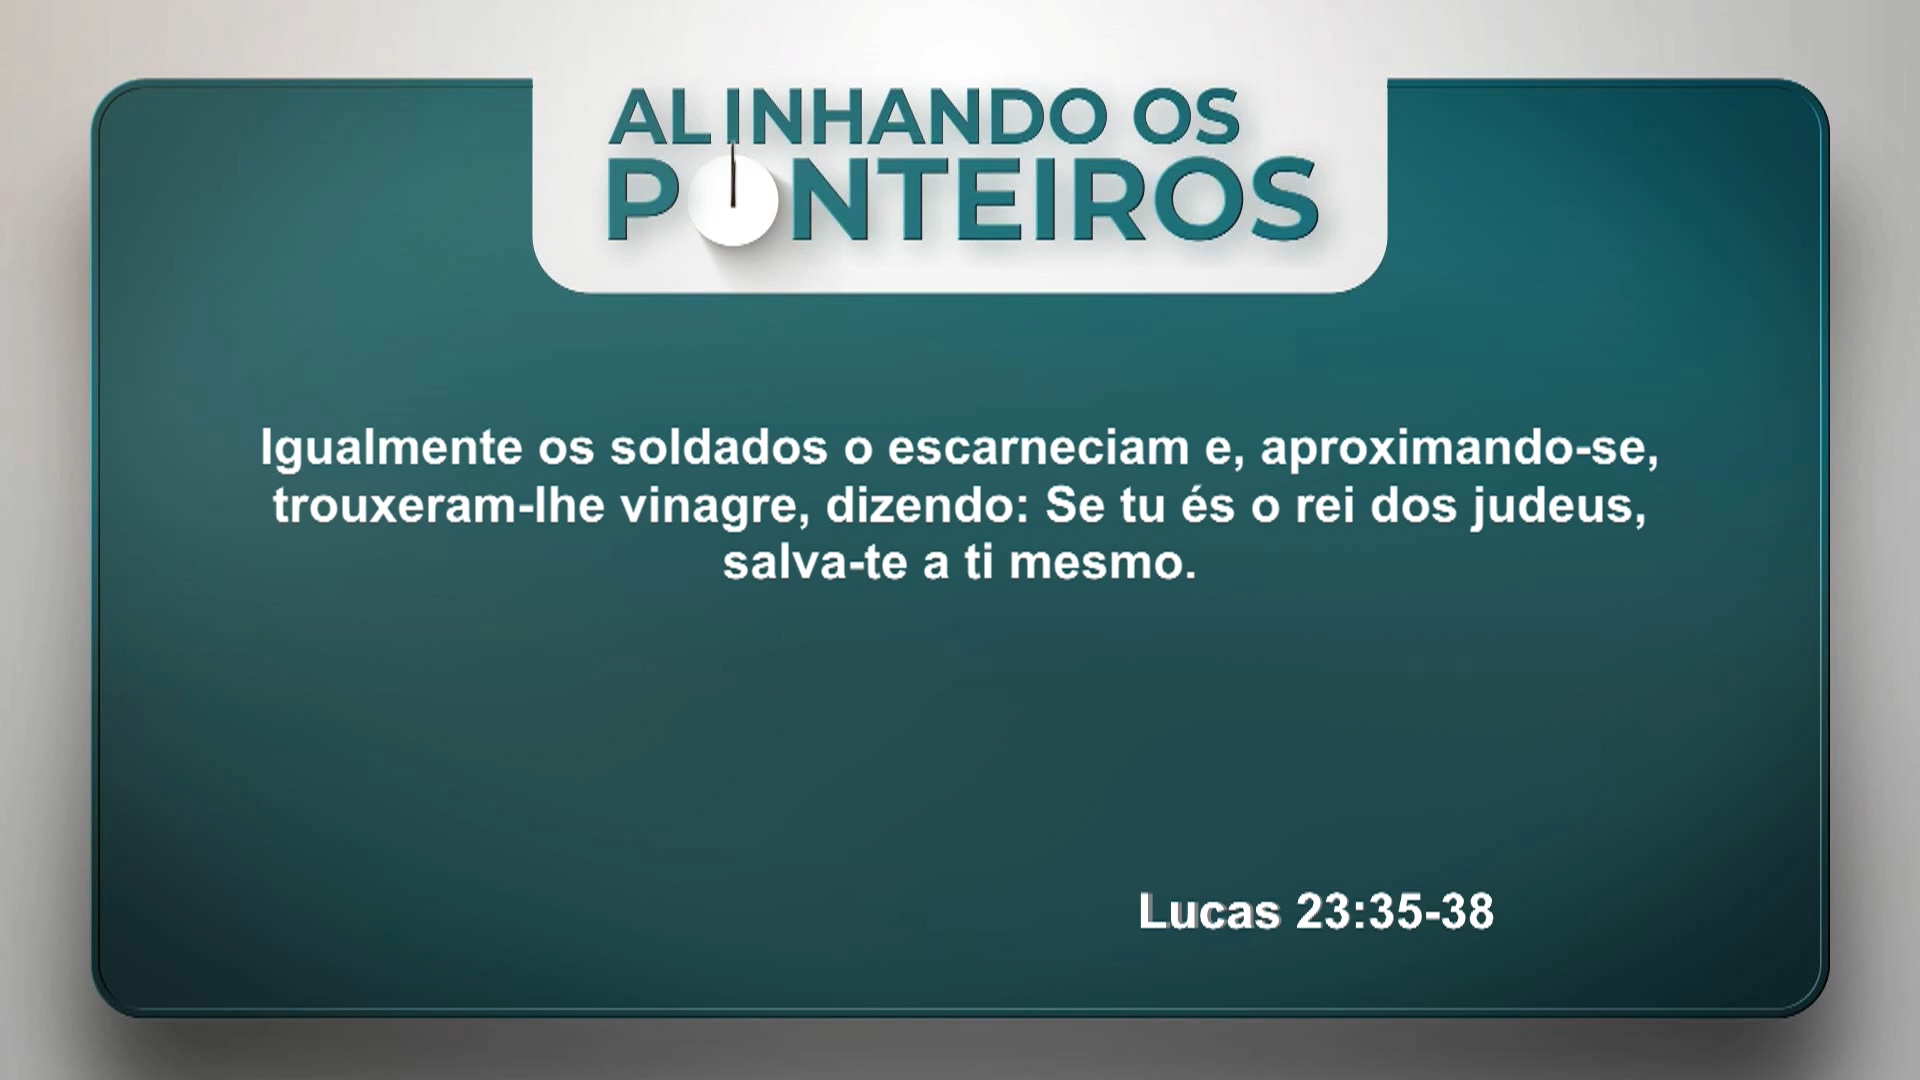 ALINHANDO OS
PONTEIROS
Igualmente os soldados o escarneciam e, aproximando-se,
trouxeram-lhe vinagre, dizendo: Se tu és o rei dos judeus,
salva-te a ti mesmo.
Lucas 23:35-38